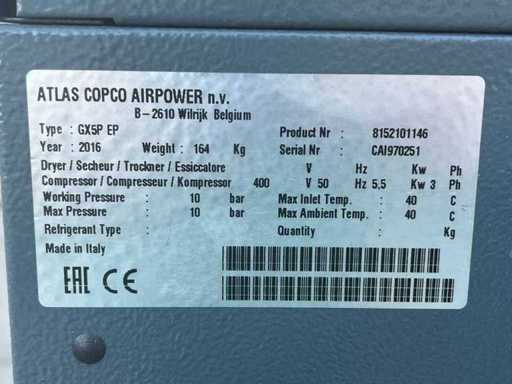 ATLAS COPCO AIRPOWER n.v.
B-2610 Wilrijk Belgium
Type : GX5P EP Product Nr : 8152101146
Year : 2016 Weight : 164 Kg Serial Nr : CAI970251
Dryer / Secheur / Trockner / Essiccatore V Hz Kw Ph
Compressor / Compresseur / Kompressor 400 V 50 Hz 5,5 Kw 3 Ph
Working Pressure : 10 bar Max Inlet Temp. : 40 C
Max Pressure : 10 bar Max Ambient Temp. : 40 C
Refrigerant Type : Quantity : Kg
Made in Italy
EAC CE